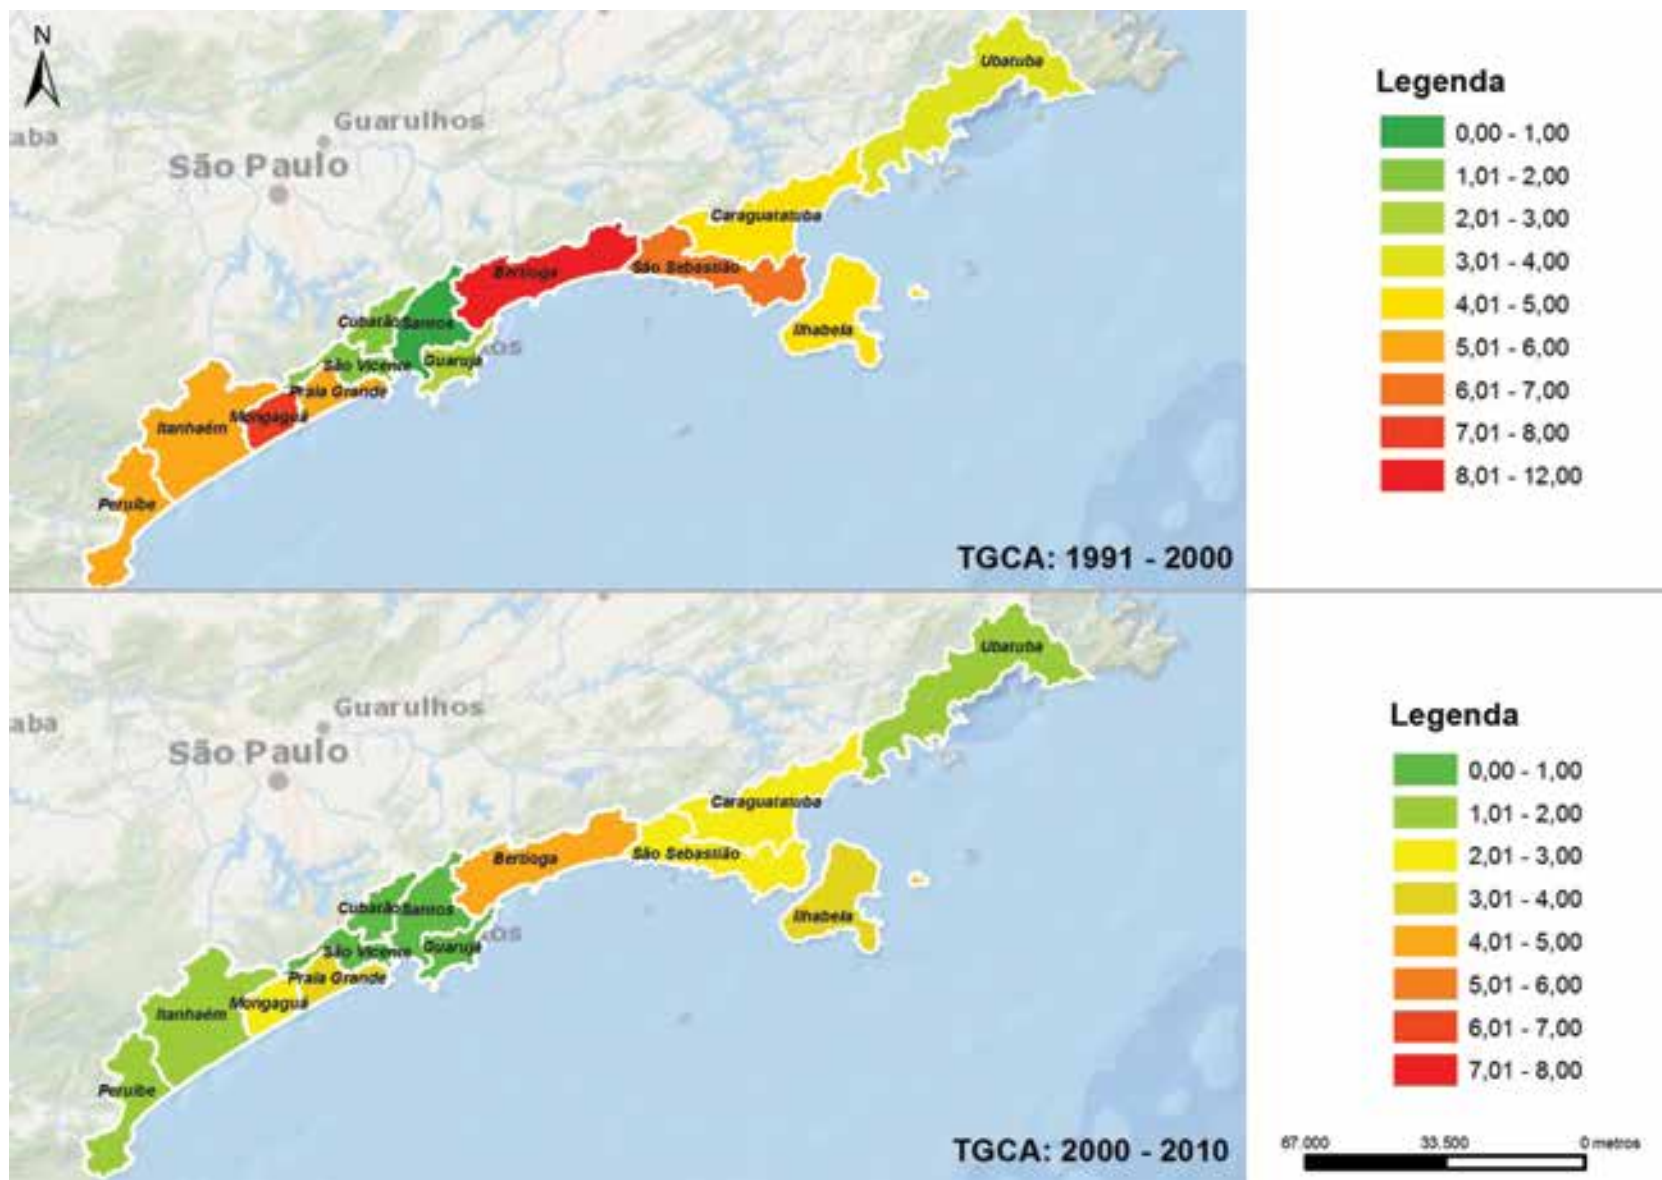 N
Guarulhos
aba
São Paulo
Ubatuba
Caraguatatuba
São Sebastião
Bertioga
Ilhabela
Cubatão
Santos
São Vicente
Guarujá
os
Praia Grande
Mongaguá
Itanhaém
Peruíbe
TGCA: 1991 - 2000
Legenda
0,00 - 1,00
1,01 - 2,00
2,01 - 3,00
3,01 - 4,00
4,01 - 5,00
5,01 - 6,00
6,01 - 7,00
7,01 - 8,00
8,01 - 12,00
Guarulhos
aba
São Paulo
Ubatuba
Caraguatatuba
São Sebastião
Bertioga
Ilhabela
Cubatão
Santos
São Vicente
Guarujá
os
Praia Grande
Mongaguá
Itanhaém
Peruíbe
TGCA: 2000 - 2010
Legenda
0,00 - 1,00
1,01 - 2,00
2,01 - 3,00
3,01 - 4,00
4,01 - 5,00
5,01 - 6,00
6,01 - 7,00
7,01 - 8,00
67.000 33.500 0 metros